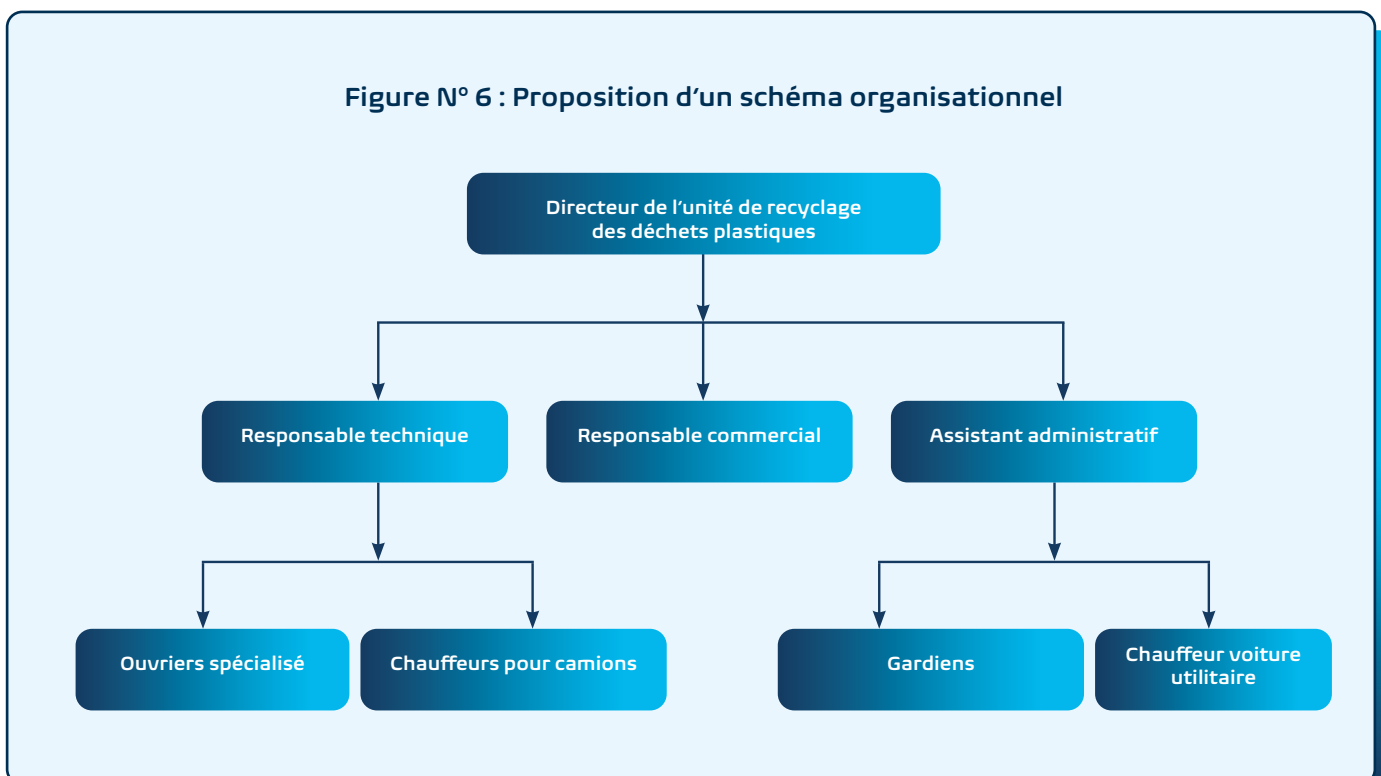 Figure N° 6 : Proposition d’un schéma organisationnel
Directeur de l’unité de recyclage
des déchets plastiques
Responsable technique
Responsable commercial
Assistant administratif
Ouvriers spécialisé
Chauffeurs pour camions
Gardiens
Chauffeur voiture
utilitaire